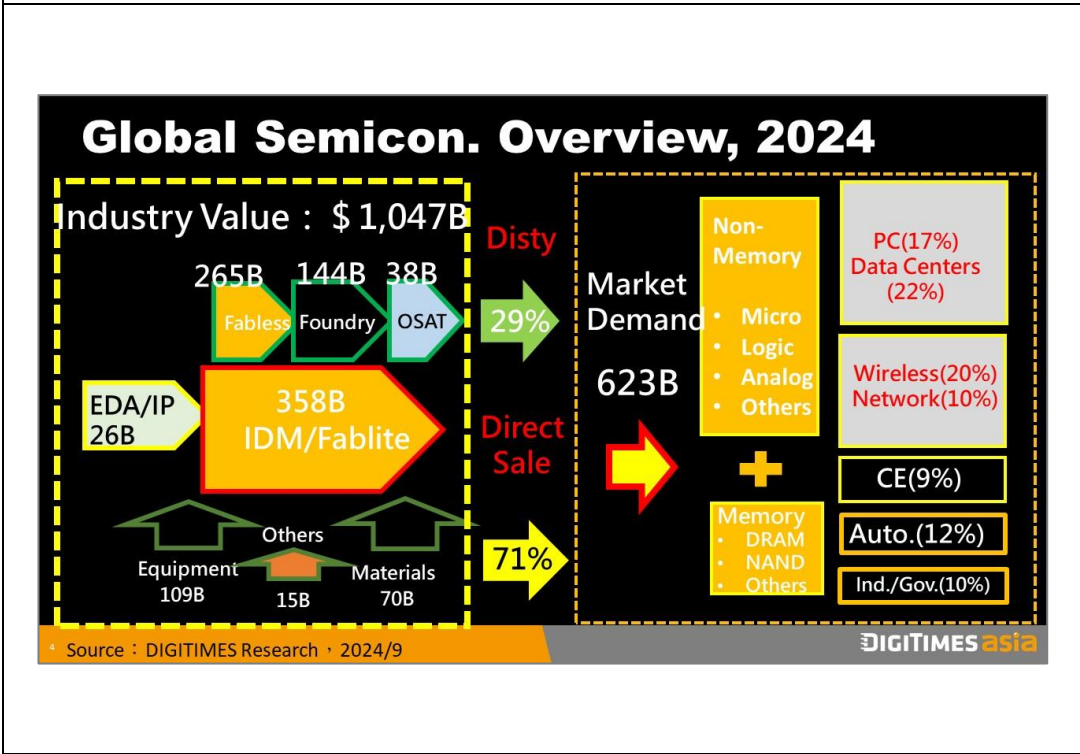 Global Semicon. Overview, 2024
Industry Value：$ 1,047B
265B
144B
38B
Fabless
Foundry
OSAT
EDA/IP
26B
358B
IDM/Fablite
Equipment
109B
Others
15B
Materials
70B
Disty
29%
Direct
Sale
71%
Market
Demand
623B
Non-
Memory
• Micro
• Logic
• Analog
• Others
Memory
• DRAM
• NAND
• Others
PC(17%)
Data Centers
(22%)
Wireless(20%)
Network(10%)
CE(9%)
Auto.(12%)
Ind./Gov.(10%)
4
Source：DIGITIMES Research，2024/9
DIGITIMES asia